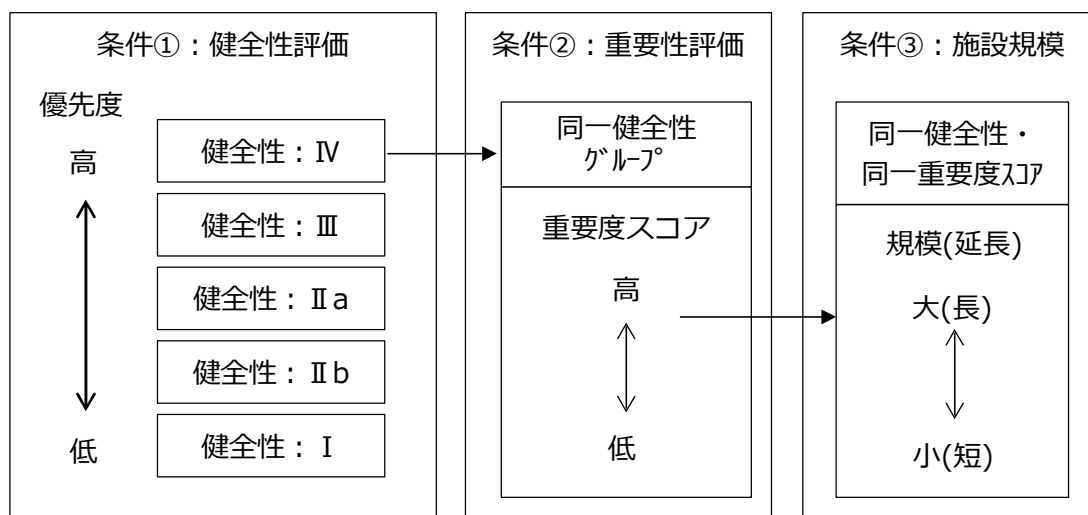 条件①：健全性評価
優先度
高
低
健全性：Ⅳ
健全性：Ⅲ
健全性：Ⅱa
健全性：Ⅱb
健全性：Ⅰ
条件②：重要性評価
同一健全性
ｸﾞﾙｰﾌﾟ
重要度スコア
高
低
条件③：施設規模
同一健全性・
同一重要度ｽｺｱ
規模(延長)
大(長)
小(短)